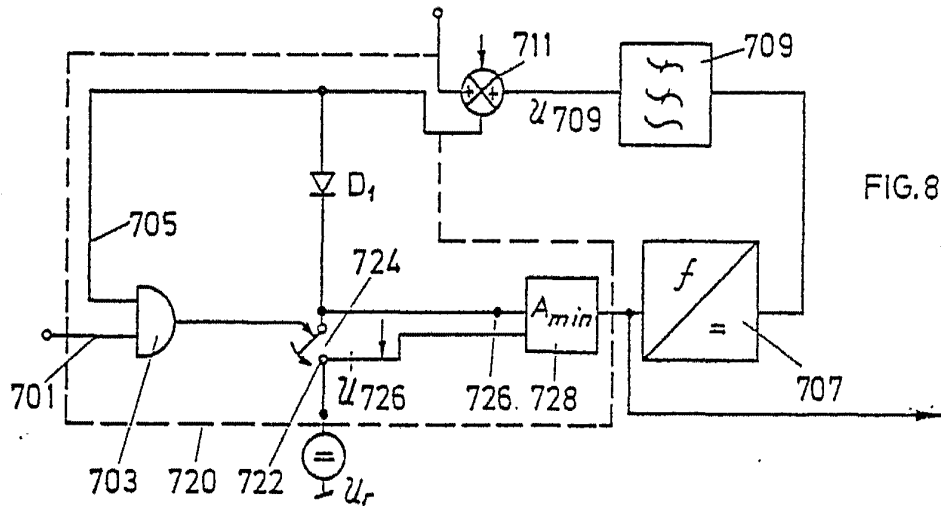 711
709
u709
FIG.8
D1
705
724
f
=
Amin
701
u726
726.
728
707
703
720
722
=
ur